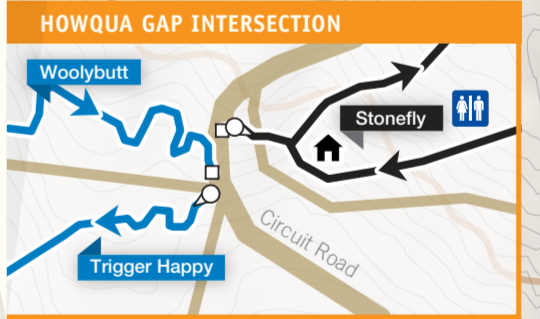 HOWQUA GAP INTERSECTION
Woolybutt
Stonefly
Circuit Road
Trigger Happy